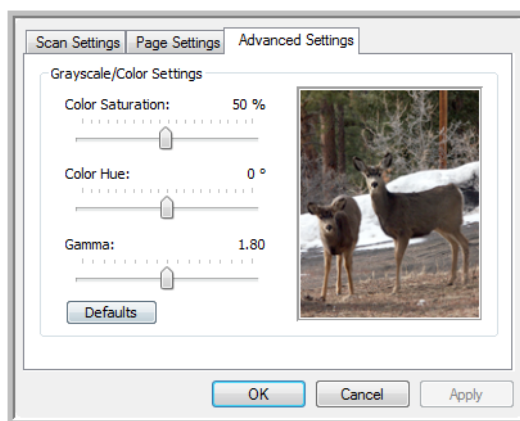 Scan Settings Page Settings Advanced Settings
Grayscale/Color Settings
Color Saturation: 50 %
Color Hue: 0 °
Gamma: 1.80
Defaults
OK Cancel Apply